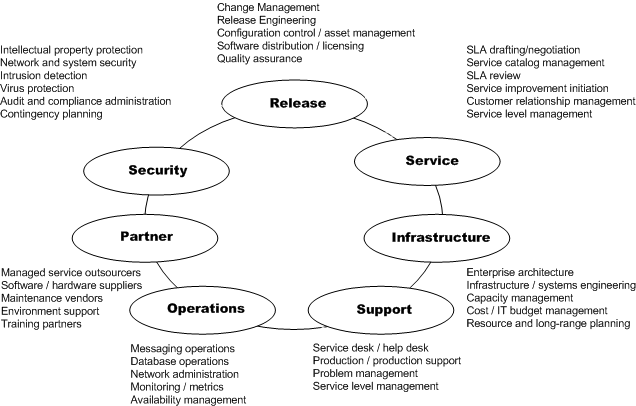 Change Management
Release Engineering
Configuration control / asset management
Software distribution / licensing
Quality assurance
Release
Intellectual property protection
Network and system security
Intrusion detection
Virus protection
Audit and compliance administration
Contingency planning
Security
SLA drafting/negotiation
Service catalog management
SLA review
Service improvement initiation
Customer relationship management
Service level management
Service
Partner
Managed service outsourcers
Software / hardware suppliers
Maintenance vendors
Environment support
Training partners
Infrastructure
Enterprise architecture
Infrastructure / systems engineering
Capacity management
Cost / IT budget management
Resource and long-range planning
Operations
Messaging operations
Database operations
Network administration
Monitoring / metrics
Availability management
Support
Service desk / help desk
Production / production support
Problem management
Service level management